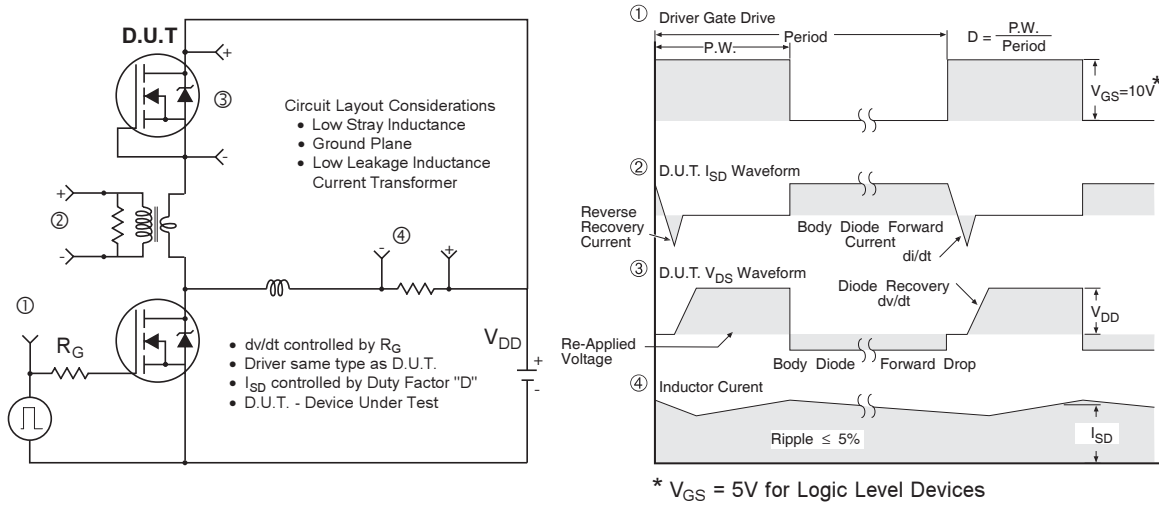 D.U.T
+
③
-
Circuit Layout Considerations
• Low Stray Inductance
• Ground Plane
• Low Leakage Inductance
Current Transformer
+
②
-
④
-
+
①
R_G
• dv/dt controlled by R_G
• Driver same type as D.U.T.
• I_SD controlled by Duty Factor "D"
• D.U.T. - Device Under Test
V_DD
+
-
① Driver Gate Drive
P.W.
Period
D = P.W. / Period
V_GS=10V*
② D.U.T. I_SD Waveform
Reverse
Recovery
Current
Body Diode Forward
Current
di/dt
③ D.U.T. V_DS Waveform
Diode Recovery
dv/dt
V_DD
Re-Applied
Voltage
Body Diode Forward Drop
④ Inductor Curent
Ripple ≤ 5%
I_SD
* V_GS = 5V for Logic Level Devices